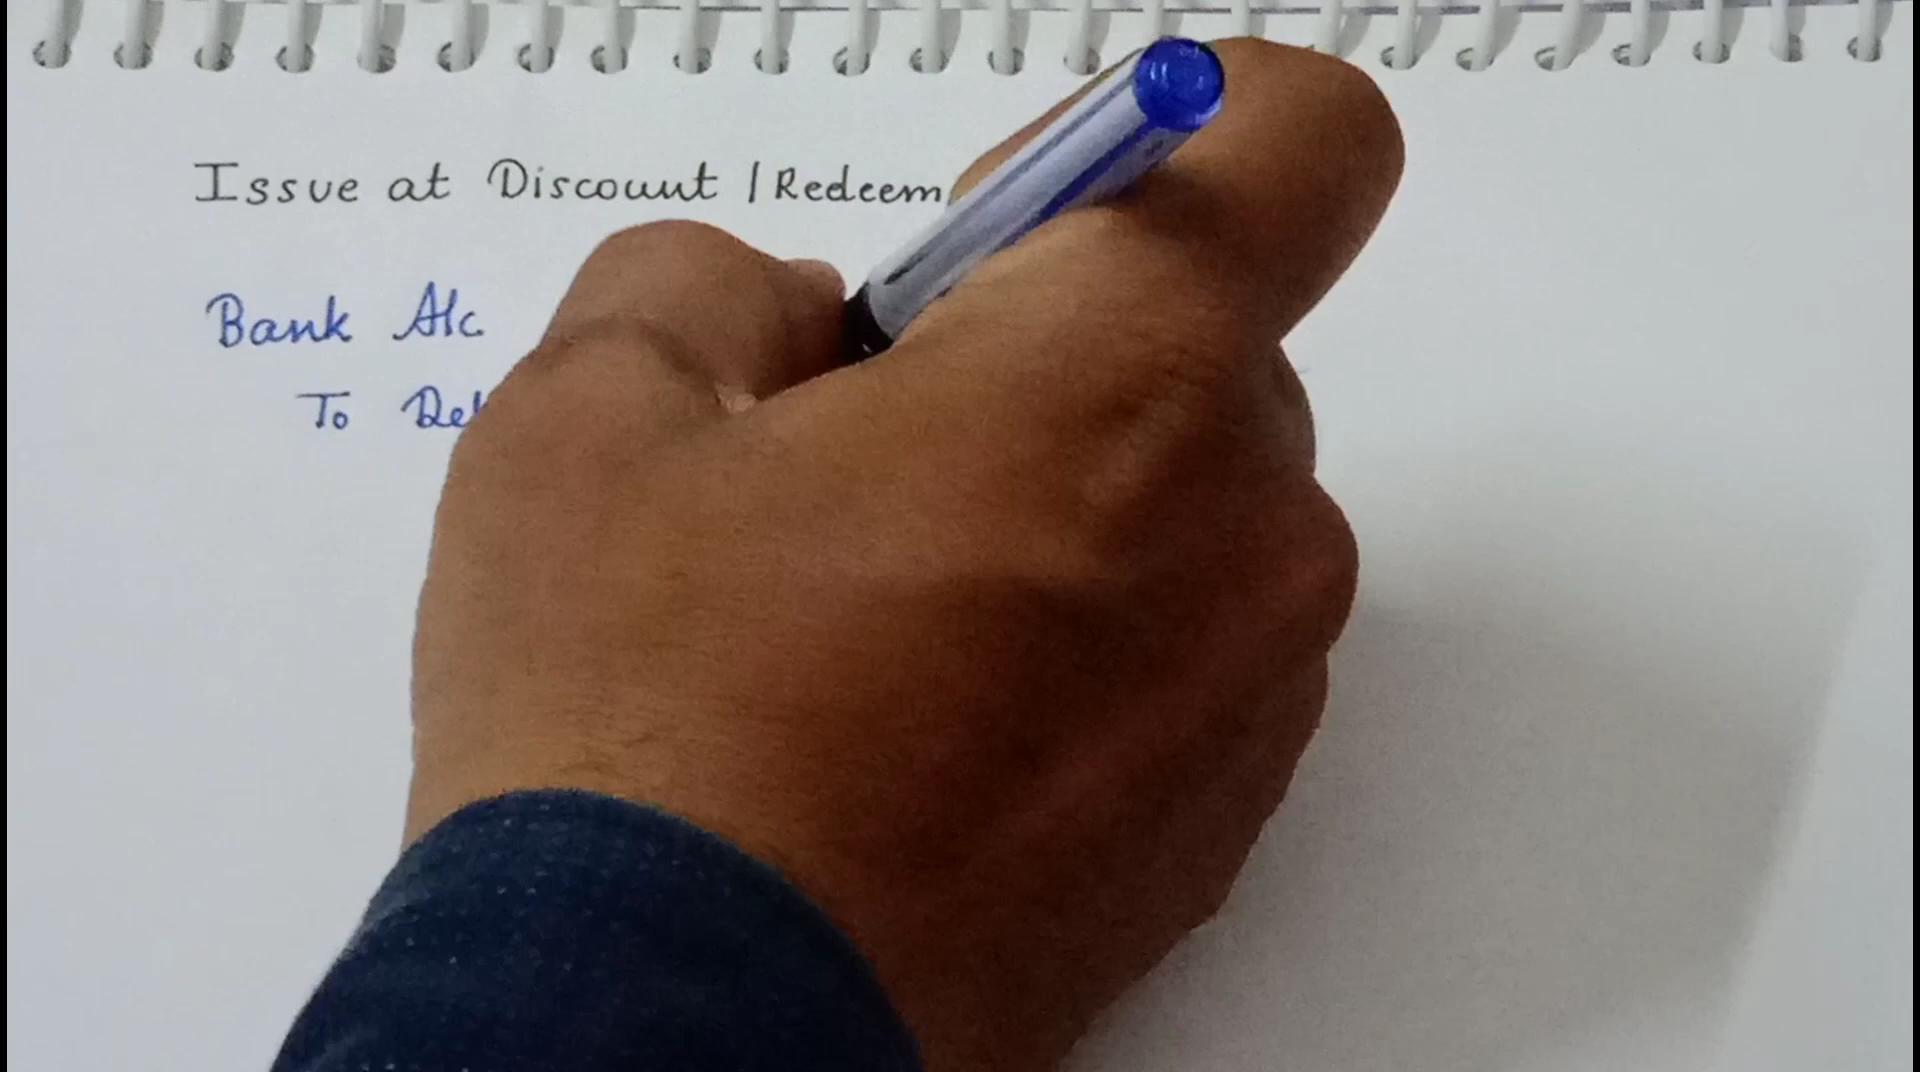 Issue at Discount / Redeem
Bank A/c
To